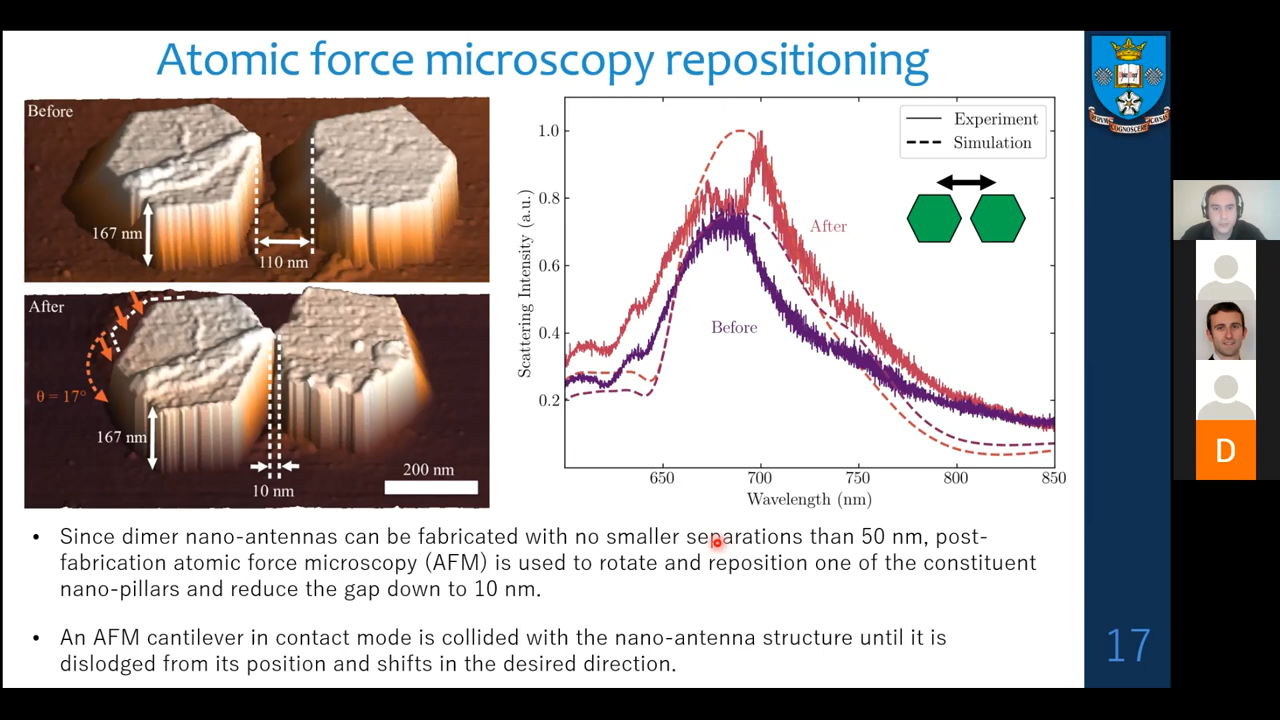 Atomic force microscopy repositioning
Before
167 nm
110 nm
After
θ = 17°
167 nm
10 nm
200 nm
Scattering Intensity (a.u.)
1.0
0.8
0.6
0.4
0.2
Experiment
Simulation
After
Before
650
700
750
800
850
Wavelength (nm)
• Since dimer nano-antennas can be fabricated with no smaller separations than 50 nm, post-
fabrication atomic force microscopy (AFM) is used to rotate and reposition one of the constituent
nano-pillars and reduce the gap down to 10 nm.
• An AFM cantilever in contact mode is collided with the nano-antenna structure until it is
dislodged from its position and shifts in the desired direction.
17
D